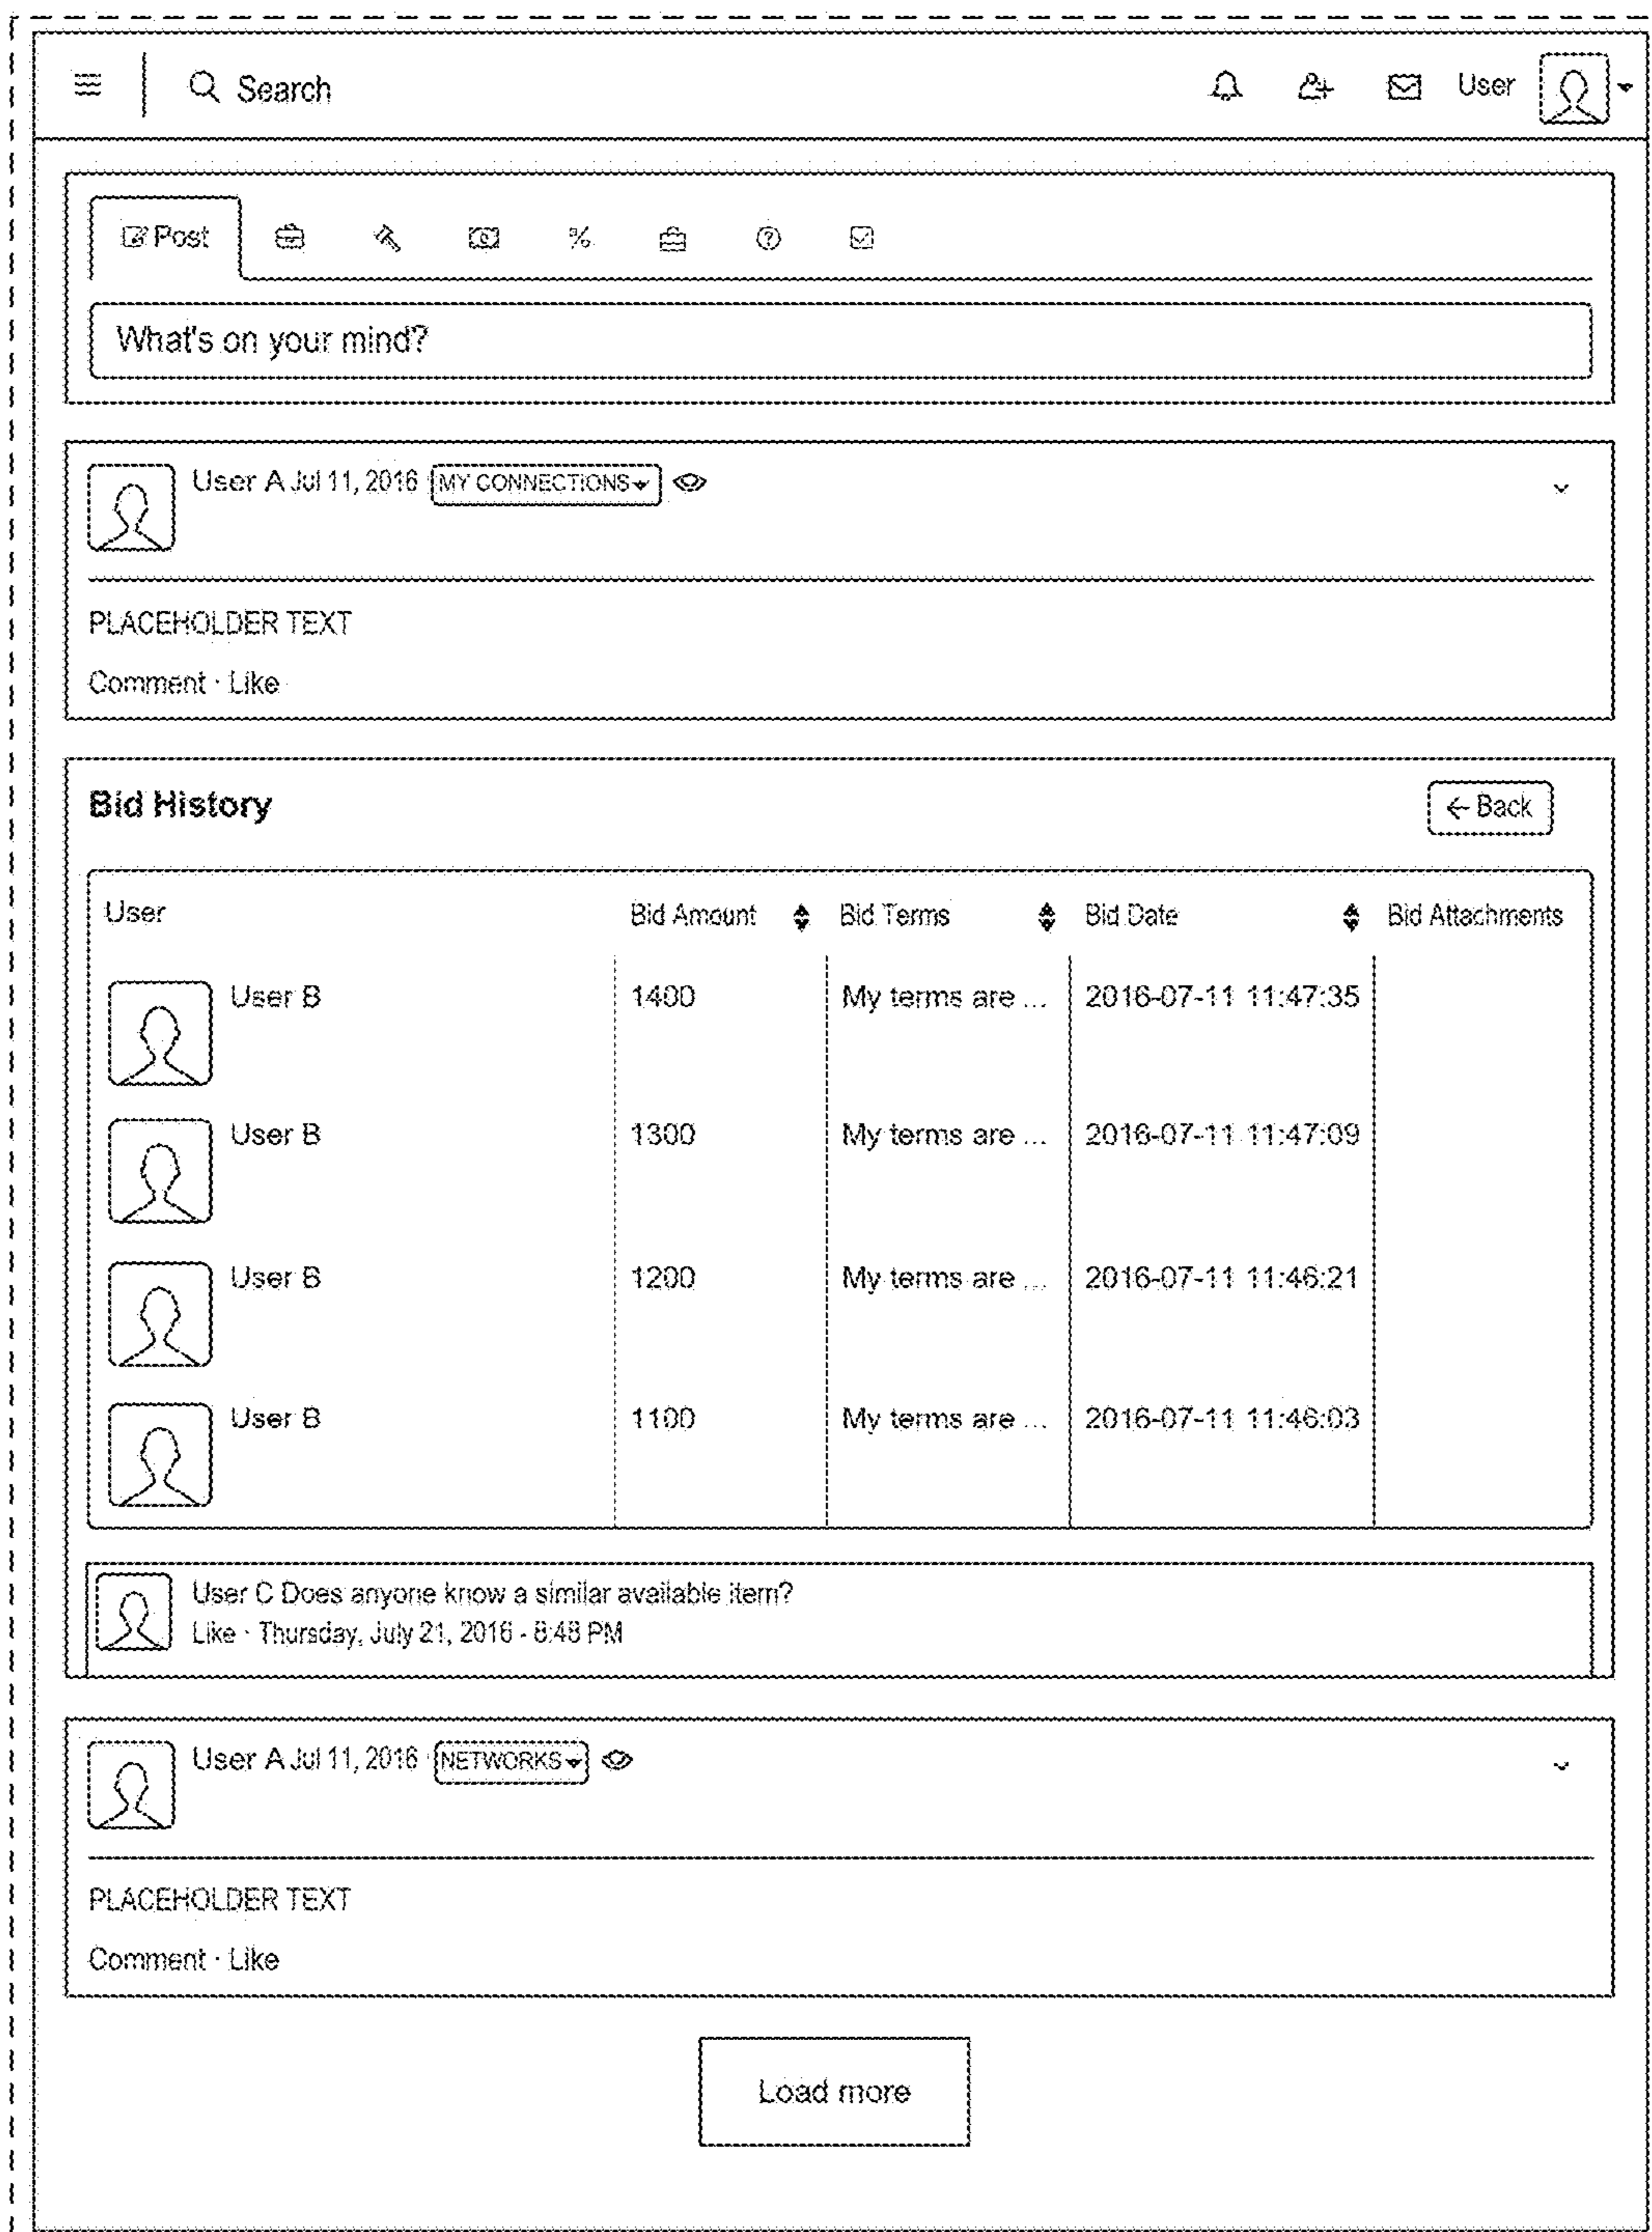 Search User
Post %
What's on your mind?
User A Jul 11, 2016 · MY CONNECTIONS
PLACEHOLDER TEXT
Comment · Like
Bid History ← Back
User Bid Amount Bid Terms Bid Date Bid Attachments
User B 1400 My terms are ... 2016-07-11 11:47:35
User B 1300 My terms are ... 2016-07-11 11:47:09
User B 1200 My terms are ... 2016-07-11 11:46:21
User B 1100 My terms are ... 2016-07-11 11:46:03
User C Does anyone know a similar available item?
Like · Thursday, July 21, 2016 - 8:48 PM
User A Jul 11, 2016 · NETWORKS
PLACEHOLDER TEXT
Comment · Like
Load more